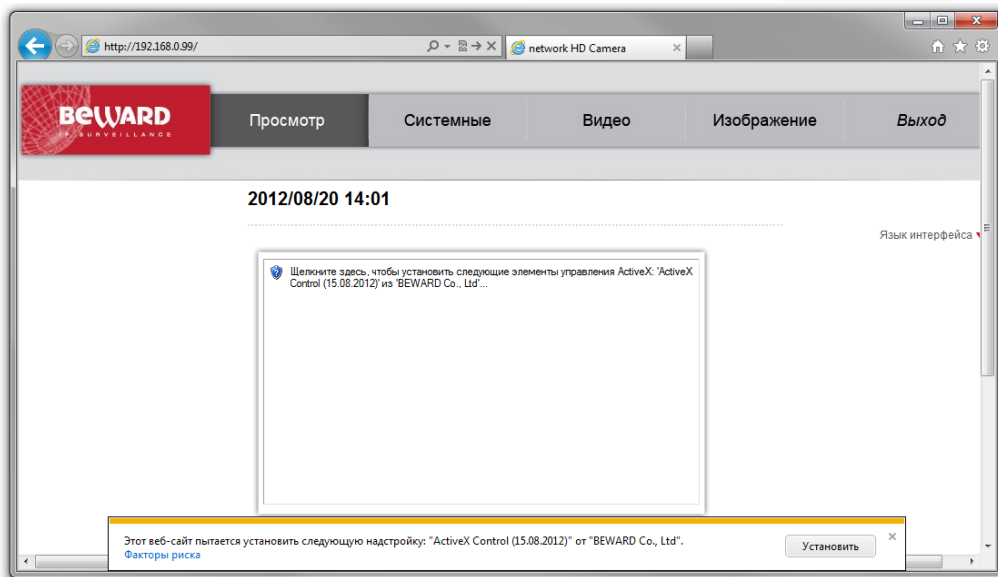 http://192.168.0.99/
network HD Camera
BEWARD
IP SURVEILLANCE
Просмотр
Системные
Видео
Изображение
Выход
2012/08/20 14:01
Язык интерфейса
Щелкните здесь, чтобы установить следующие элементы управления ActiveX: 'ActiveX
Control (15.08.2012)' из 'BEWARD Co., Ltd'...
Этот веб-сайт пытается установить следующую надстройку: "ActiveX Control (15.08.2012)" от "BEWARD Co., Ltd".
Факторы риска
Установить